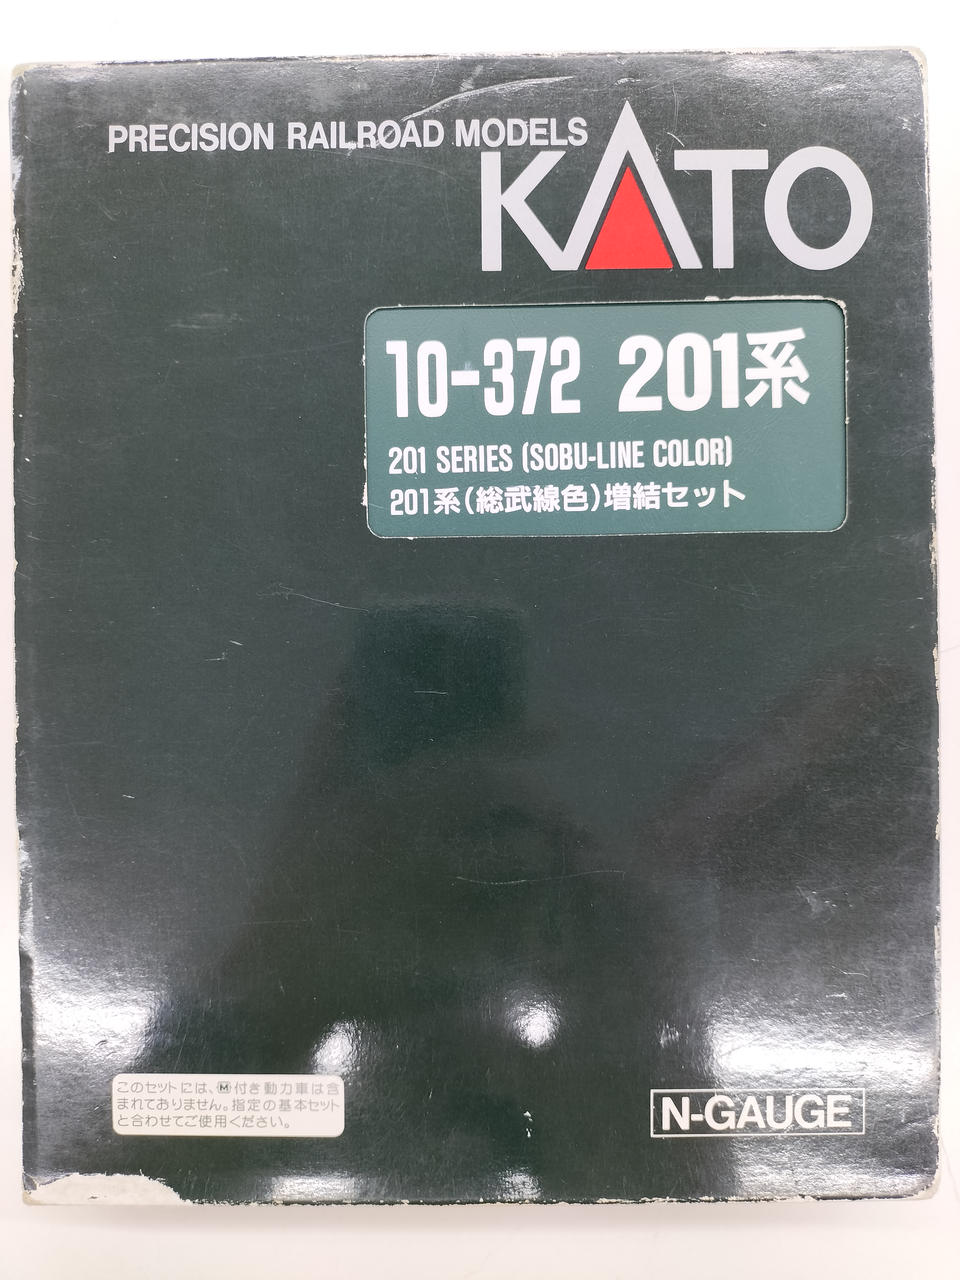 PRECISION RAILROAD MODELS
KATO
10-372 201系
201 SERIES (SOBU-LINE COLOR)
201系(総武線色)増結セット
このセットには、Ⓜ付き動力車は含
まれておりません。指定の基本セット
と合わせてご使用ください。
N-GAUGE